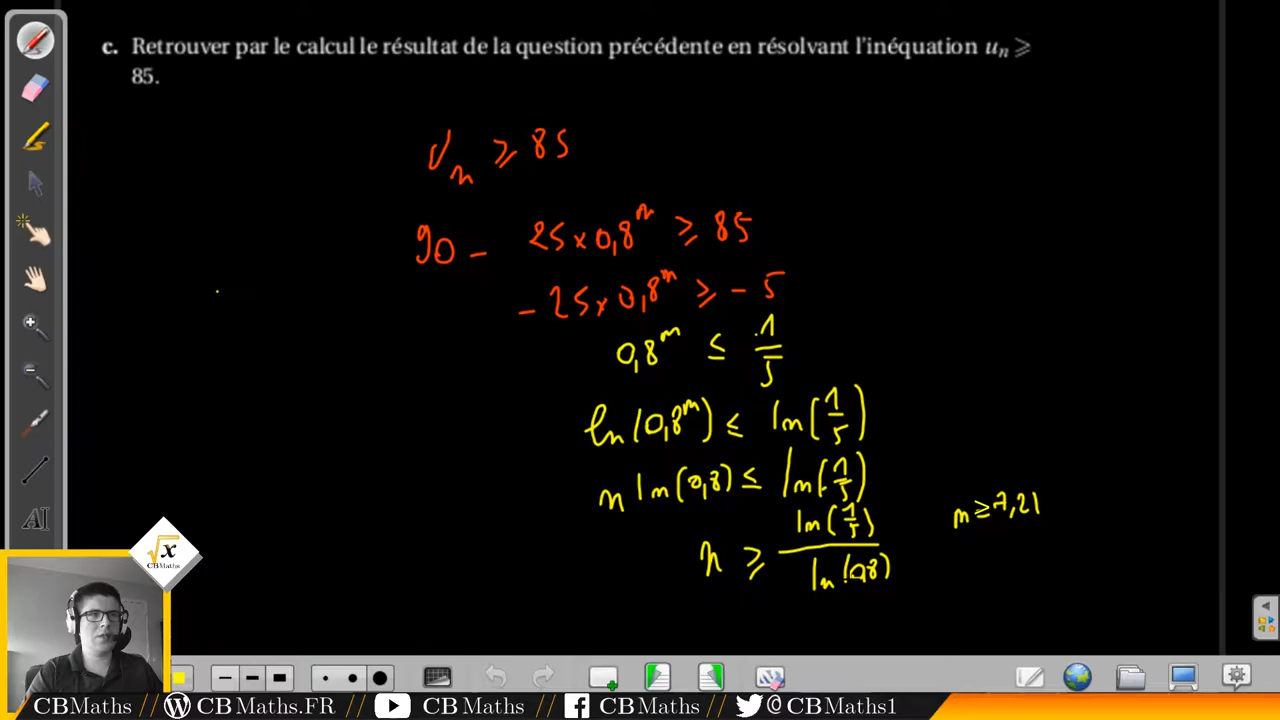 c. Retrouver par le calcul le résultat de la question précédente en résolvant l'inéquation uₙ ⩾
85.
Uₙ ≥ 85
90 - 25×0,8ⁿ ≥ 85
-25×0,8ⁿ ≥ -5
0,8ⁿ ≤ 1/5
ln(0,8ⁿ) ≤ ln(1/5)
n ln(0,8) ≤ ln(1/5)
n ≥ ln(1/5)/ln(0,8)
n ≥ 7,21
√x
CBMaths
AI
CBMaths CBMaths.FR CBMaths CBMaths @CBMaths1